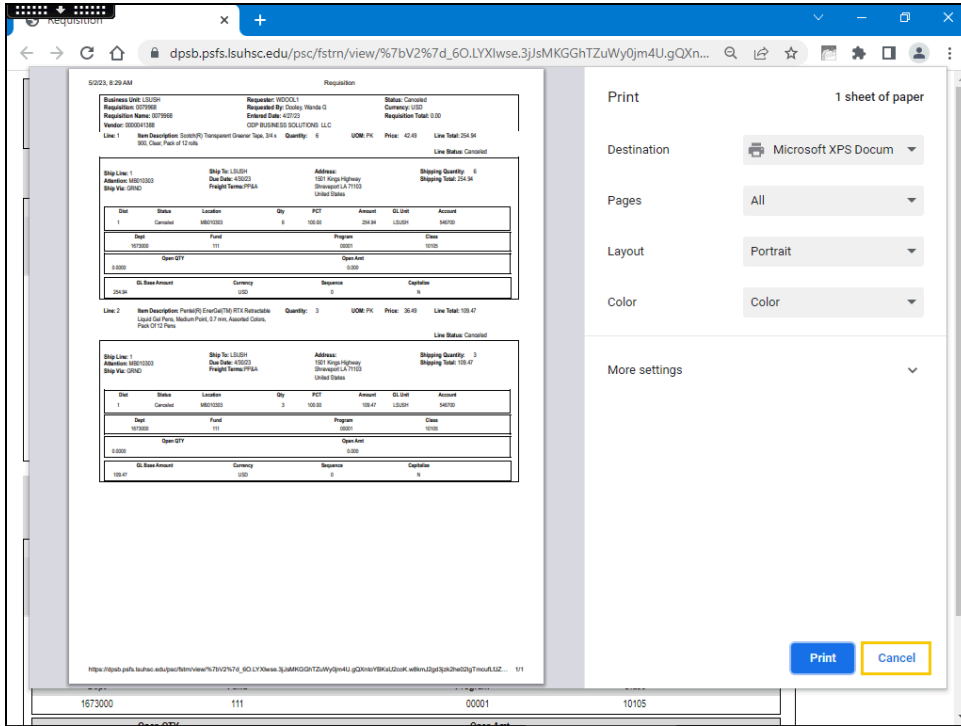 Requisition
dpsb.psfs.lsuhsc.edu/psc/fstrn/view/%7bV2%7d_6O.LYXIwse.3jJsMKGGhTZuWy0jm4U.gQXn...
5/2/23, 8:29 AM Requisition
Business Unit: LSUSH Requester: WDOOL1 Status: Canceled
Requisition: 0079968 Requested By: Dooley, Wanda G Currency: USD
Requisition Name: 0079968 Entered Date: 4/27/23 Requisition Total: 0.00
Vendor: 0000041388 ODP BUSINESS SOLUTIONS LLC
Line: 1 Item Description: Scotch(R) Transparent Greener Tape, 3/4 x Quantity: 6 UOM: PK Price: 42.49 Line Total: 254.94
900, Clear, Pack of 12 rolls
Line Status: Canceled
Ship Line: 1 Ship To: LSUSH Address: Shipping Quantity: 6
Attention: MB010303 Due Date: 4/30/23 1501 Kings Highway Shipping Total: 254.94
Ship Via: GRND Freight Terms: PP&A Shreveport LA 71103
United States
Dist Status Location Qty PCT Amount GL Unit Account
1 Canceled MB010303 6 100.00 254.94 LSUSH 546700
Dept Fund Program Class
1673000 111 00001 10105
Open QTY Open Amt
0.0000 0.000
GL Base Amount Currency Sequence Capitalize
254.94 USD 0 N
Line: 2 Item Description: Pentel(R) EnerGel(TM) RTX Retractable Quantity: 3 UOM: PK Price: 36.49 Line Total: 109.47
Liquid Gel Pens, Medium Point, 0.7 mm, Assorted Colors,
Pack Of 12 Pens
Line Status: Canceled
Ship Line: 1 Ship To: LSUSH Address: Shipping Quantity: 3
Attention: MB010303 Due Date: 4/30/23 1501 Kings Highway Shipping Total: 109.47
Ship Via: GRND Freight Terms: PP&A Shreveport LA 71103
United States
Dist Status Location Qty PCT Amount GL Unit Account
1 Canceled MB010303 3 100.00 109.47 LSUSH 546700
Dept Fund Program Class
1673000 111 00001 10105
Open QTY Open Amt
0.0000 0.000
GL Base Amount Currency Sequence Capitalize
109.47 USD 0 N
1/1
Print 1 sheet of paper
Destination Microsoft XPS Docum
Pages All
Layout Portrait
Color Color
More settings
Print Cancel
1673000 111 00001 10105
Open QTY Open Amt